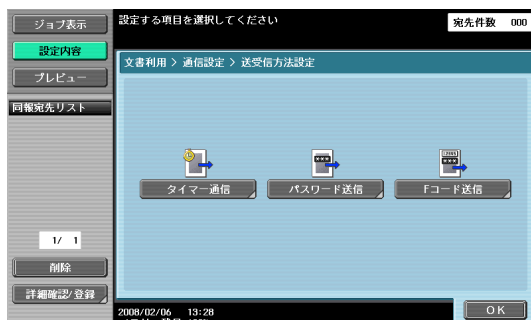 ジョブ表示
設定する項目を選択してください
宛先件数 000
設定内容
プレビュー
文書利用 > 通信設定 > 送受信方法設定
同報宛先リスト
タイマー通信
パスワード送信
Fコード送信
1/ 1
削除
詳細確認/登録
2008/02/06 13:28
OK